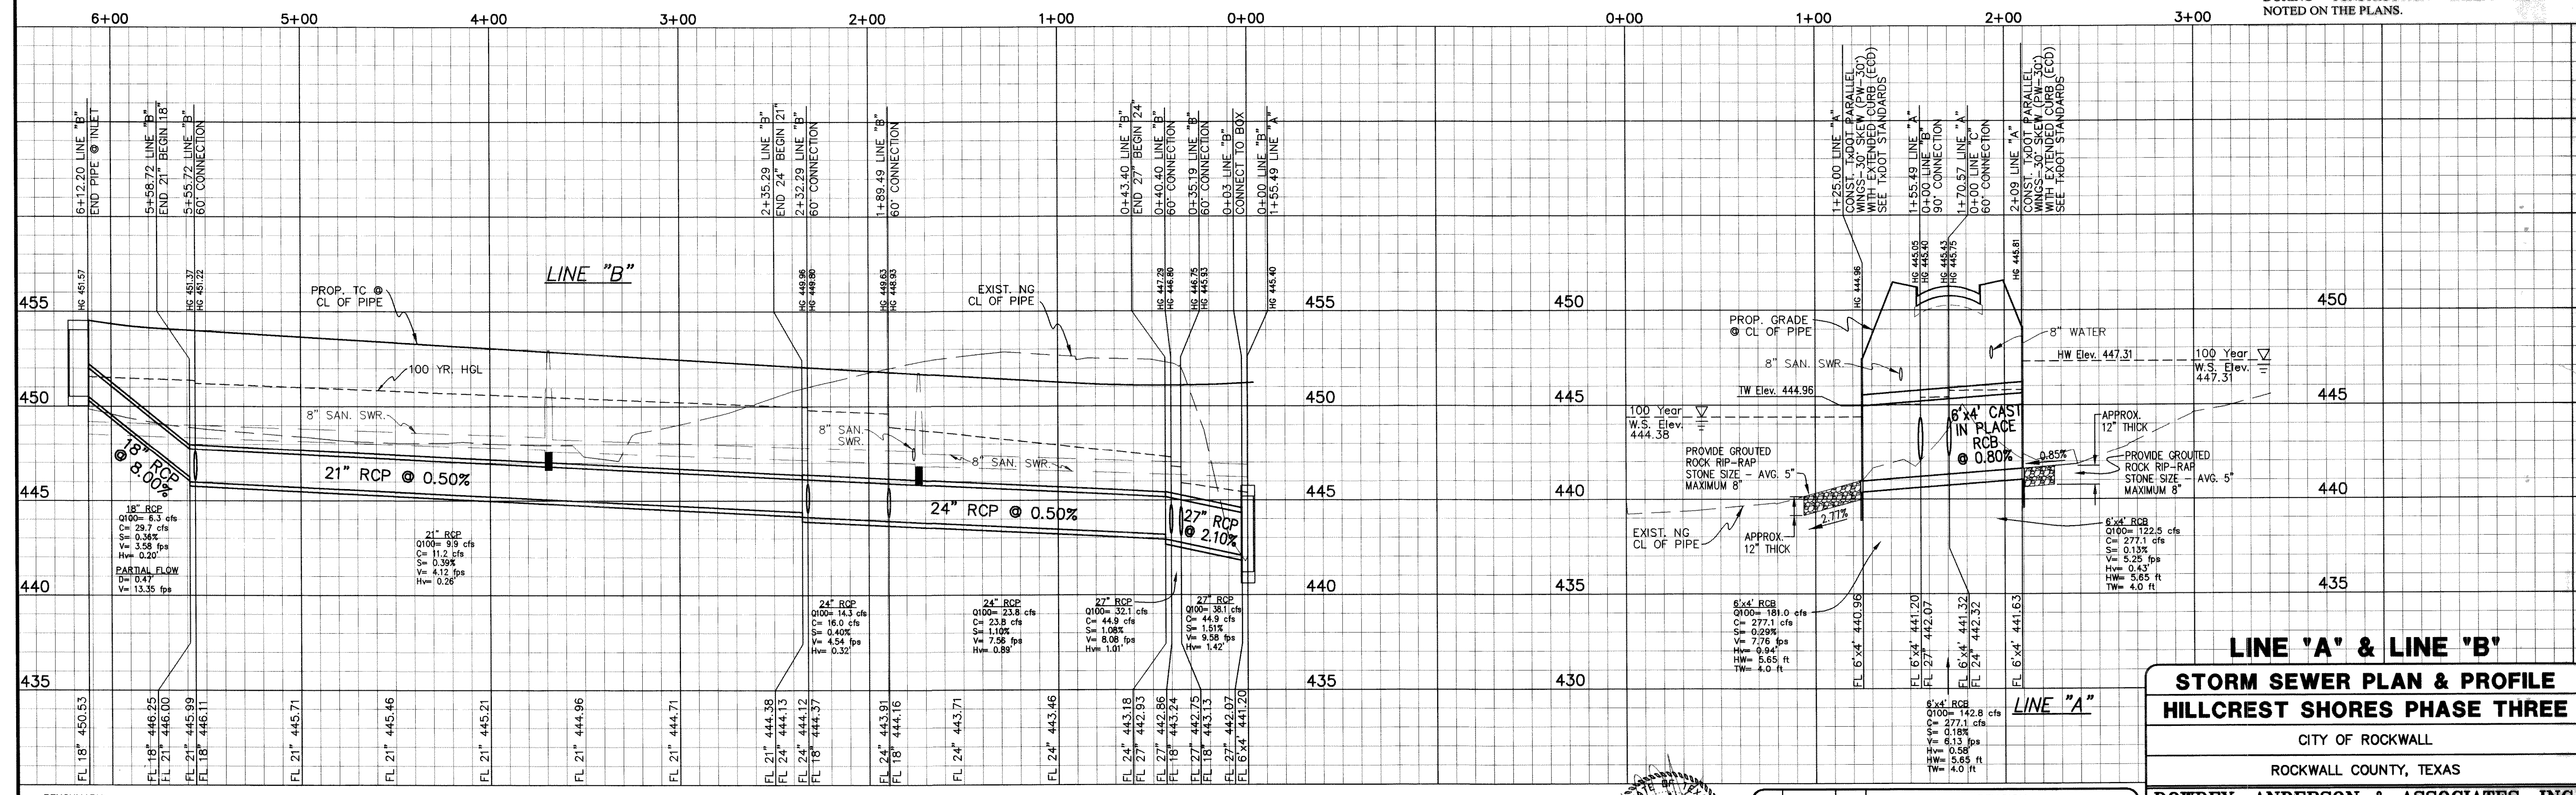 NOTED ON THE PLANS.
6+00 5+00 4+00 3+00 2+00 1+00 0+00 0+00 1+00 2+00 3+00
6+12.20 LINE "B"
END PIPE @ INLET
5+58.72 LINE "B"
END 21" BEGIN 18"
5+55.72 LINE "B"
60° CONNECTION
2+35.29 LINE "B"
END 24" BEGIN 21"
2+32.29 LINE "B"
60° CONNECTION
1+89.49 LINE "B"
60° CONNECTION
0+43.40 LINE "B"
END 27" BEGIN 24"
0+40.40 LINE "B"
60° CONNECTION
0+35.19 LINE "B"
60° CONNECTION
0+03 LINE "B"
CONNECT TO BOX
0+00 LINE "B"
1+55.49 LINE "A"
1+25.00 LINE "A"
CONST. TxDOT PARALLEL
WINGS-30° SKEW (PW-30°)
WITH EXTENDED CURB (ECD)
SEE TxDOT STANDARDS
1+55.49 LINE "A"
0+00 LINE "B"
90° CONNECTION
1+70.57 LINE "A"
0+00 LINE "C"
60° CONNECTION
2+09 LINE "A"
CONST. TxDOT PARALLEL
WINGS-30° SKEW (PW-30°)
WITH EXTENDED CURB (ECD)
SEE TxDOT STANDARDS
HG 451.57
HG 451.37
HG 451.22
HG 449.96
HG 449.80
HG 449.63
HG 448.93
HG 447.29
HG 446.80
HG 446.75
HG 445.93
HG 445.40
HG 444.96
HG 445.05
HG 445.40
HG 445.43
HG 445.75
HG 445.81
LINE "B"
PROP. TC @
CL OF PIPE
EXIST. NG
CL OF PIPE
100 YR. HGL
8" SAN. SWR.
8" SAN.
SWR.
8" SAN. SWR.
455 455 450 450
450 445 445
445 445 440 440
440 440 435 435
435 435 430
18" RCP
@ 8.00%
21" RCP @ 0.50%
24" RCP @ 0.50%
27" RCP
@ 2.10%
18" RCP
Q100= 6.3 cfs
C= 29.7 cfs
S= 0.36%
V= 3.58 fps
Hv= 0.20'
PARTIAL FLOW
D= 0.47'
V= 13.35 fps
21" RCP
Q100= 9.9 cfs
C= 11.2 cfs
S= 0.39%
V= 4.12 fps
Hv= 0.26'
24" RCP
Q100= 14.3 cfs
C= 16.0 cfs
S= 0.40%
V= 4.54 fps
Hv= 0.32'
24" RCP
Q100= 23.8 cfs
C= 23.8 cfs
S= 1.10%
V= 7.56 fps
Hv= 0.89'
27" RCP
Q100= 32.1 cfs
C= 44.9 cfs
S= 1.08%
V= 8.08 fps
Hv= 1.01'
27" RCP
Q100= 38.1 cfs
C= 44.9 cfs
S= 1.51%
V= 9.58 fps
Hv= 1.42'
FL 18" 450.53
FL 18" 446.25
FL 21" 446.00
FL 21" 445.99
FL 18" 446.11
FL 21" 445.71
FL 21" 445.46
FL 21" 445.21
FL 21" 444.96
FL 21" 444.71
FL 21" 444.38
FL 24" 444.13
FL 24" 444.12
FL 18" 444.37
FL 24" 443.91
FL 18" 444.16
FL 24" 443.71
FL 24" 443.46
FL 24" 443.18
FL 27" 442.93
FL 27" 442.86
FL 18" 443.24
FL 27" 442.75
FL 18" 443.13
FL 27" 442.07
FL 6'x4' 441.20
PROP. GRADE
@ CL OF PIPE
8" SAN. SWR.
8" WATER
HW Elev. 447.31
100 Year
W.S. Elev.
447.31
TW Elev. 444.96
100 Year
W.S. Elev.
444.38
6'x4' CAST
IN PLACE
RCB
@ 0.80%
APPROX.
12" THICK
0.85%
PROVIDE GROUTED
ROCK RIP-RAP
STONE SIZE - AVG. 5"
MAXIMUM 8"
PROVIDE GROUTED
ROCK RIP-RAP
STONE SIZE - AVG. 5"
MAXIMUM 8"
2.77%
EXIST. NG
CL OF PIPE
APPROX.
12" THICK
6'x4' RCB
Q100= 181.0 cfs
C= 277.1 cfs
S= 0.29%
V= 7.76 fps
Hv= 0.94'
HW= 5.65 ft
TW= 4.0 ft
6'x4' RCB
Q100= 122.5 cfs
C= 277.1 cfs
S= 0.13%
V= 5.25 fps
Hv= 0.43'
HW= 5.65 ft
TW= 4.0 ft
6'x4' RCB
Q100= 142.8 cfs
C= 277.1 cfs
S= 0.18%
V= 6.13 fps
Hv= 0.58'
HW= 5.65 ft
TW= 4.0 ft
FL 6'x4' 440.96
FL 6'x4' 441.20
FL 27" 442.07
FL 6'x4' 441.32
FL 24" 442.32
FL 6'x4' 441.63
LINE "A"
LINE "A" & LINE "B"
STORM SEWER PLAN & PROFILE
HILLCREST SHORES PHASE THREE
CITY OF ROCKWALL
ROCKWALL COUNTY, TEXAS